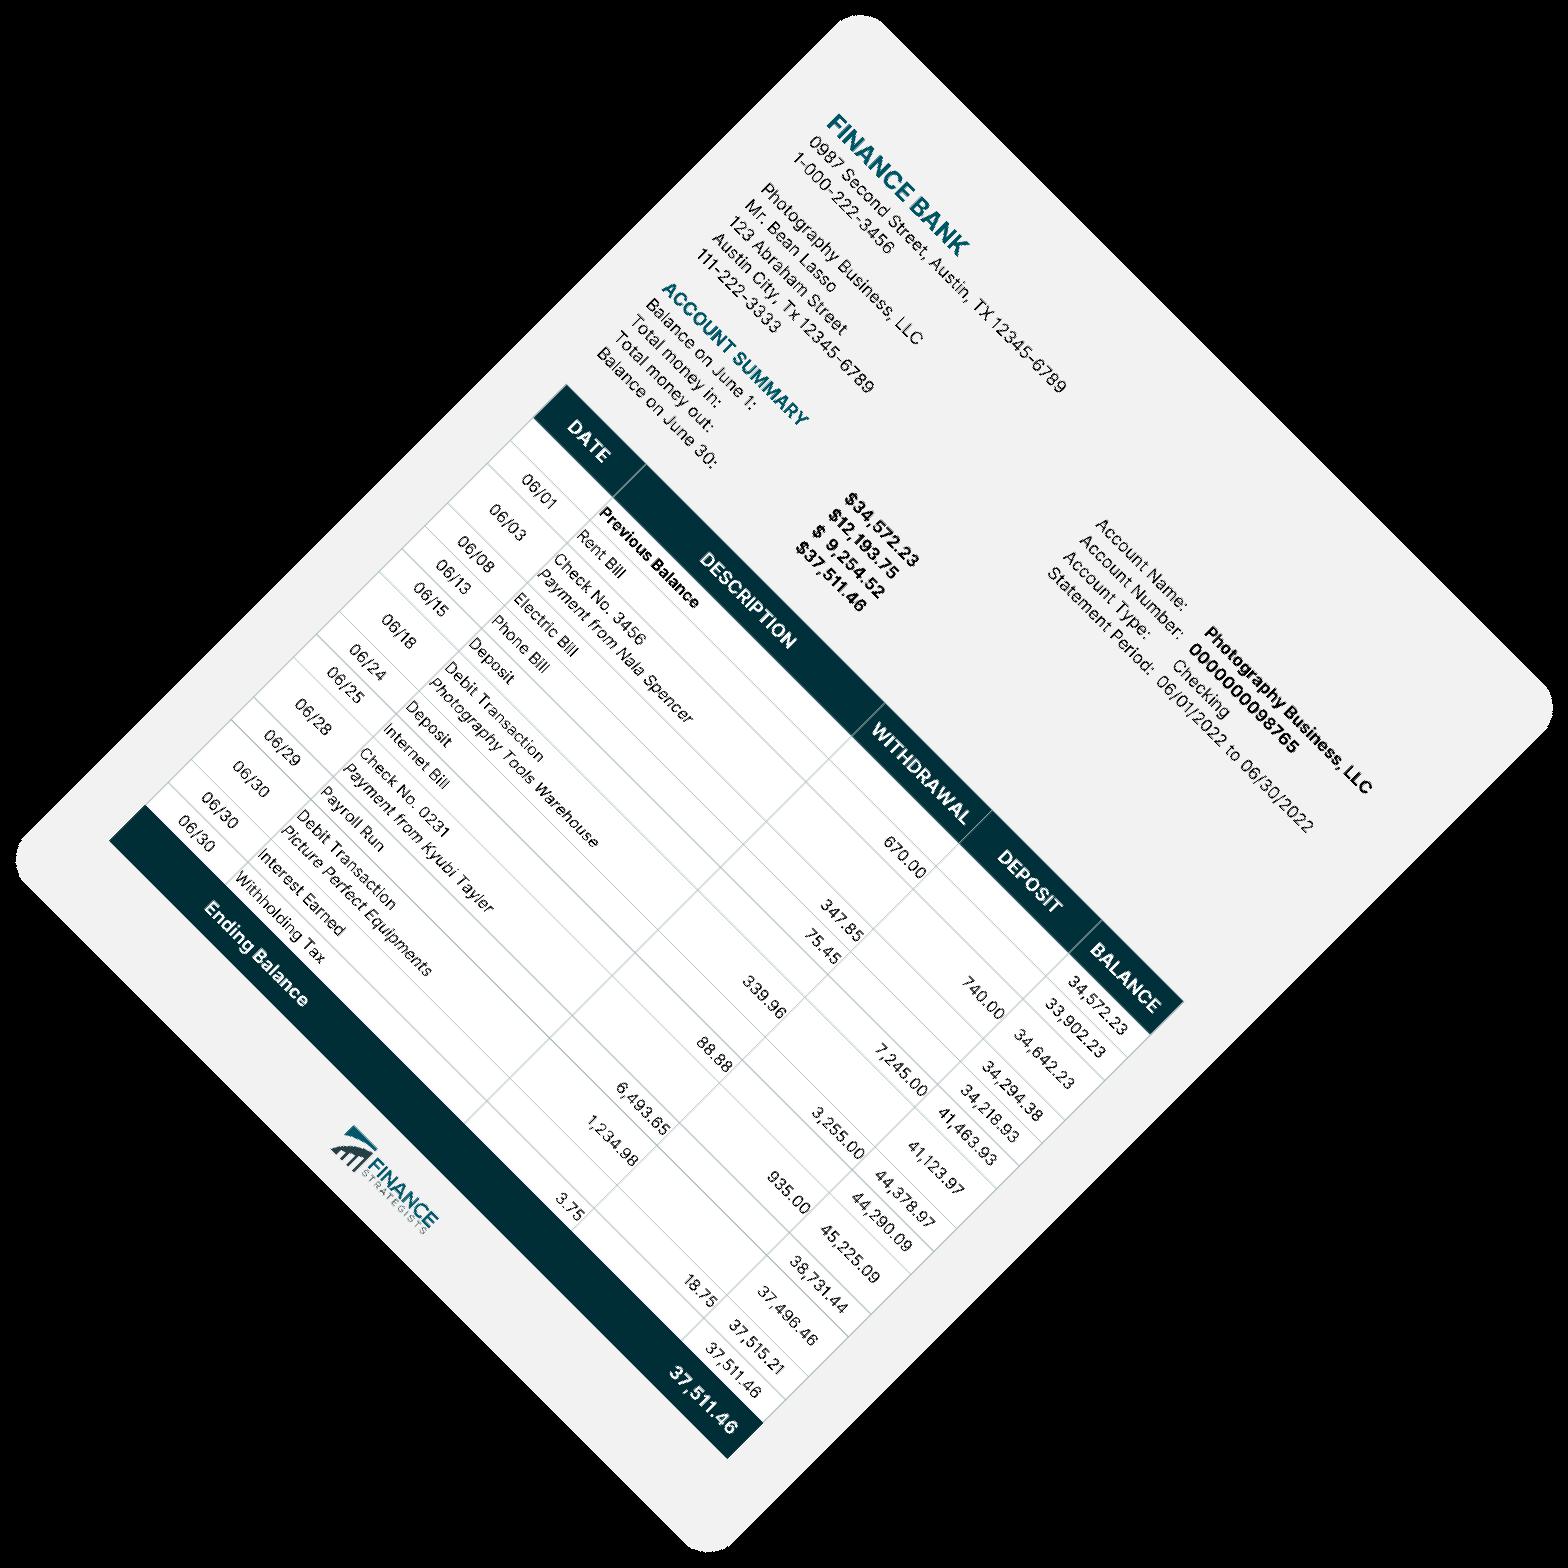 FINANCE BANK
0987 Second Street, Austin, TX 12345-6789
1-000-222-3456
Photography Business, LLC
Mr. Bean Lasso
123 Abraham Street
Austin City, Tx 12345-6789
111-222-3333
Account Name: Photography Business, LLC
Account Number: 0000000098765
Account Type: Checking
Statement Period: 06/01/2022 to 06/30/2022
ACCOUNT SUMMARY
Balance on June 1: $34,572.23
Total money in: $12,193.75
Total money out: $ 9,254.52
Balance on June 30: $37,511.46
DATE DESCRIPTION WITHDRAWAL DEPOSIT BALANCE
Previous Balance 34,572.23
06/01 Rent Bill 670.00 33,902.23
06/03 Check No. 3456 740.00 34,642.23
Payment from Nala Spencer
06/08 Electric Bill 347.85 34,294.38
06/13 Phone Bill 75.45 34,218.93
06/15 Deposit 7,245.00 41,463.93
06/18 Debit Transaction 339.96 41,123.97
Photography Tools Warehouse
06/24 Deposit 3,255.00 44,378.97
06/25 Internet Bill 88.88 44,290.09
06/28 Check No. 0231 935.00 45,225.09
Payment from Kyubi Tayler
06/29 Payroll Run 6,493.65 38,731.44
06/30 Debit Transaction 1,234.98 37,496.46
Picture Perfect Equipments
06/30 Interest Earned 18.75 37,515.21
06/30 Withholding Tax 3.75 37,511.46
Ending Balance 37,511.46
FINANCE
STRATEGISTS